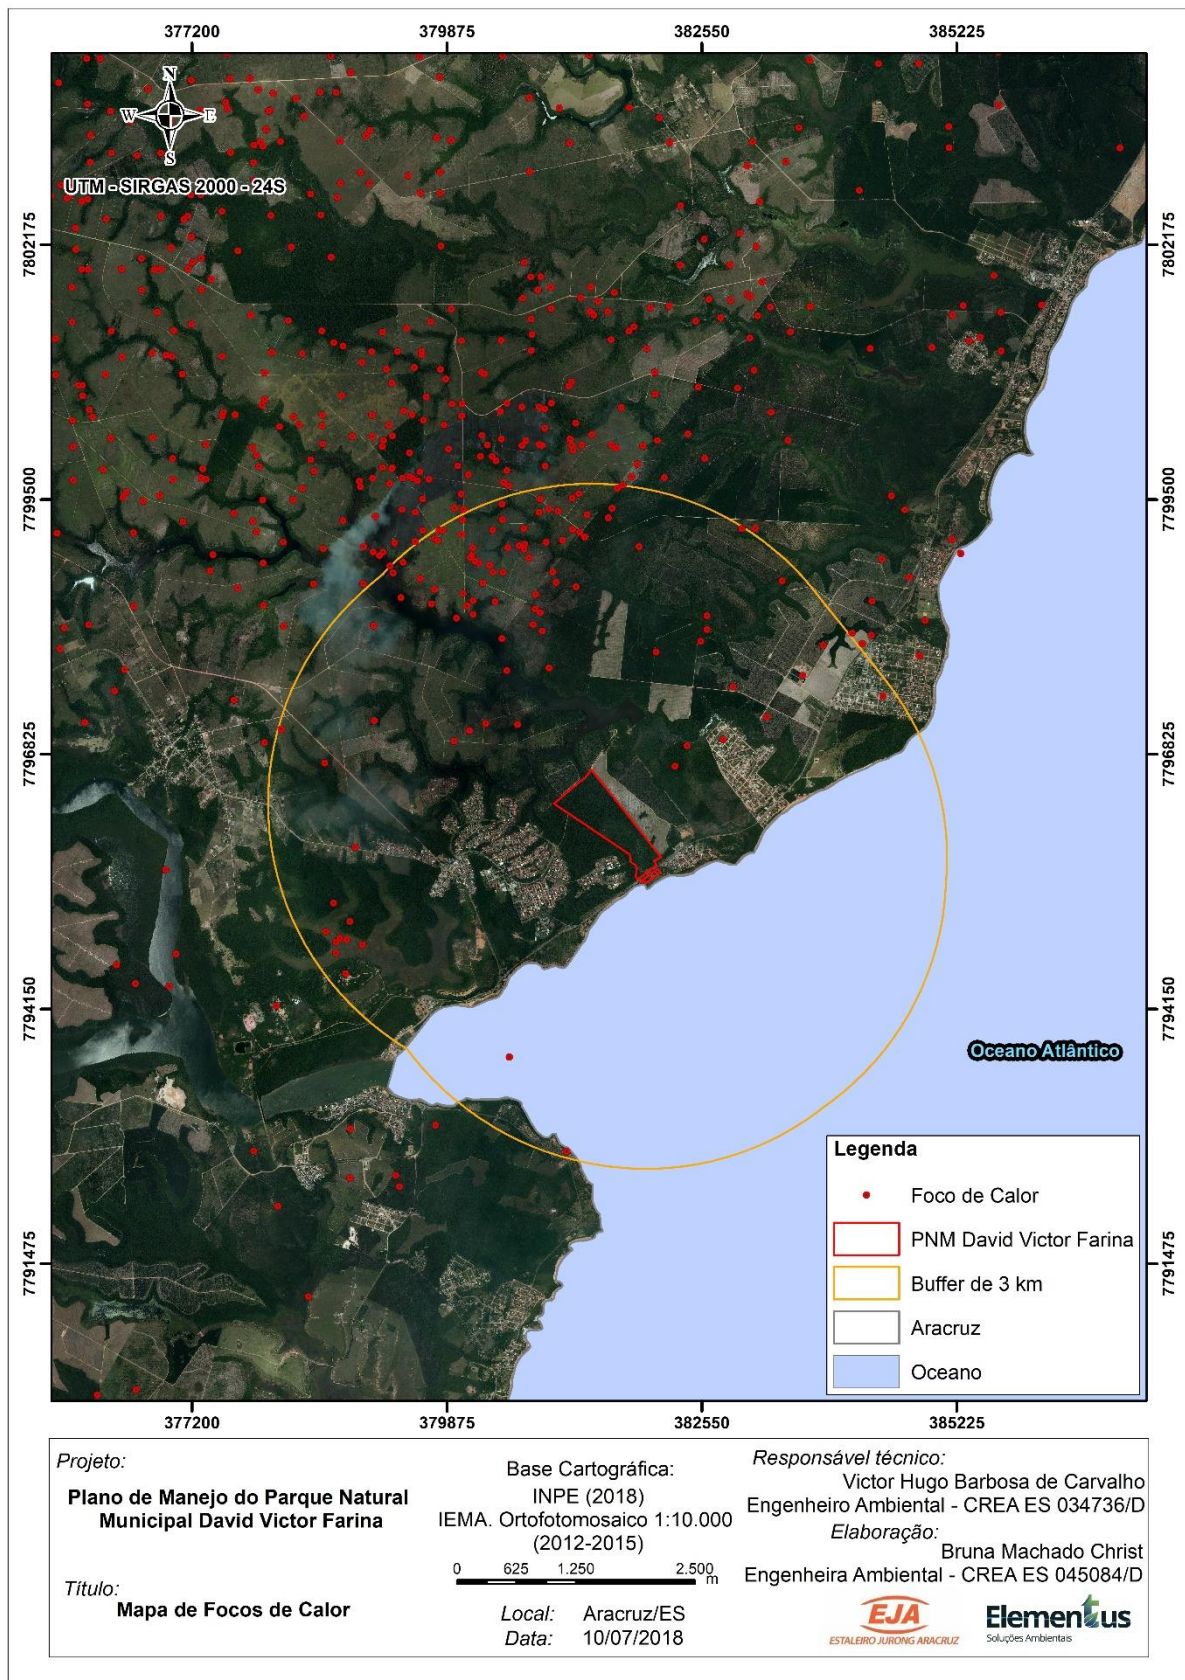 377200
379875
382550
385225
N
W
E
S
UTM - SIRGAS 2000 - 24S
7802175
7802175
7799500
7799500
7796825
7796825
7794150
7794150
Oceano Atlântico
7791475
7791475
Legenda
Foco de Calor
PNM David Victor Farina
Buffer de 3 km
Aracruz
Oceano
377200
379875
382550
385225
Projeto:
Plano de Manejo do Parque Natural
Municipal David Victor Farina
Título:
Mapa de Focos de Calor
Base Cartográfica:
INPE (2018)
IEMA. Ortofotomosaico 1:10.000
(2012-2015)
0 625 1.250 2.500
m
Local: Aracruz/ES
Data: 10/07/2018
Responsável técnico:
Victor Hugo Barbosa de Carvalho
Engenheiro Ambiental - CREA ES 034736/D
Elaboração:
Bruna Machado Christ
Engenheira Ambiental - CREA ES 045084/D
EJA
ESTALEIRO JURONG ARACRUZ
Elementus
Soluções Ambientais